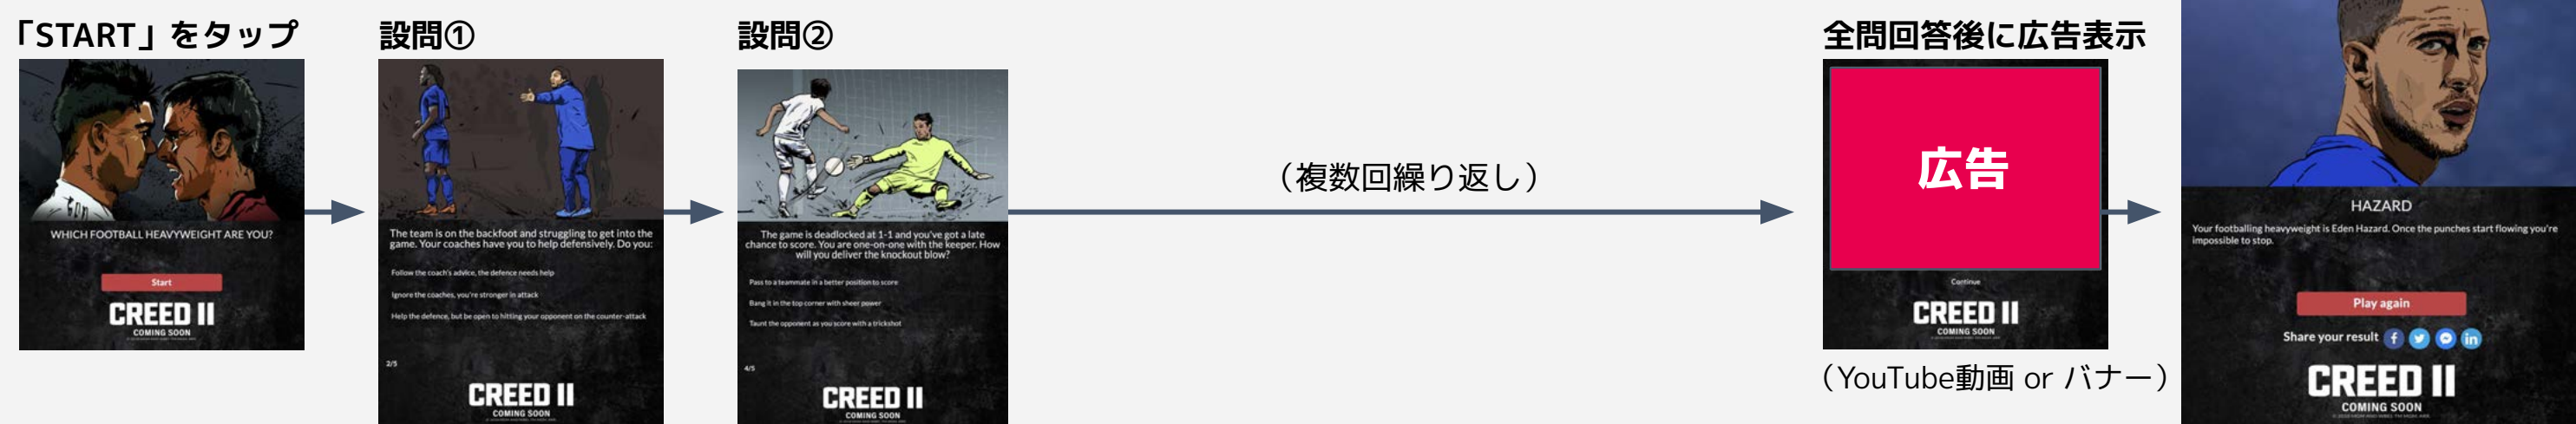 「START」をタップ
WHICH FOOTBALL HEAVYWEIGHT ARE YOU?
Start
CREED II
COMING SOON
設問①
The team is on the backfoot and struggling to get into the
game. Your coaches have you to help defensively. Do you:
Follow the coach's advice, the defence needs help
Ignore the coaches, you're stronger in attack
Help the defence, but be open to hitting your opponent on the counter-attack
2/5
CREED II
COMING SOON
設問②
The game is deadlocked at 1-1 and you've got a late
chance to score. You are one-on-one with the keeper. How
will you deliver the knockout blow?
Pass to a teammate in a better position to score
Bang it in the top corner with sheer power
Taunt the opponent as you score with a trickshot
4/5
CREED II
COMING SOON
（複数回繰り返し）
全問回答後に広告表示
広告
Continue
CREED II
COMING SOON
（YouTube動画 or バナー）
HAZARD
Your footballing heavyweight is Eden Hazard. Once the punches start flowing you're
impossible to stop.
Play again
Share your result
CREED II
COMING SOON